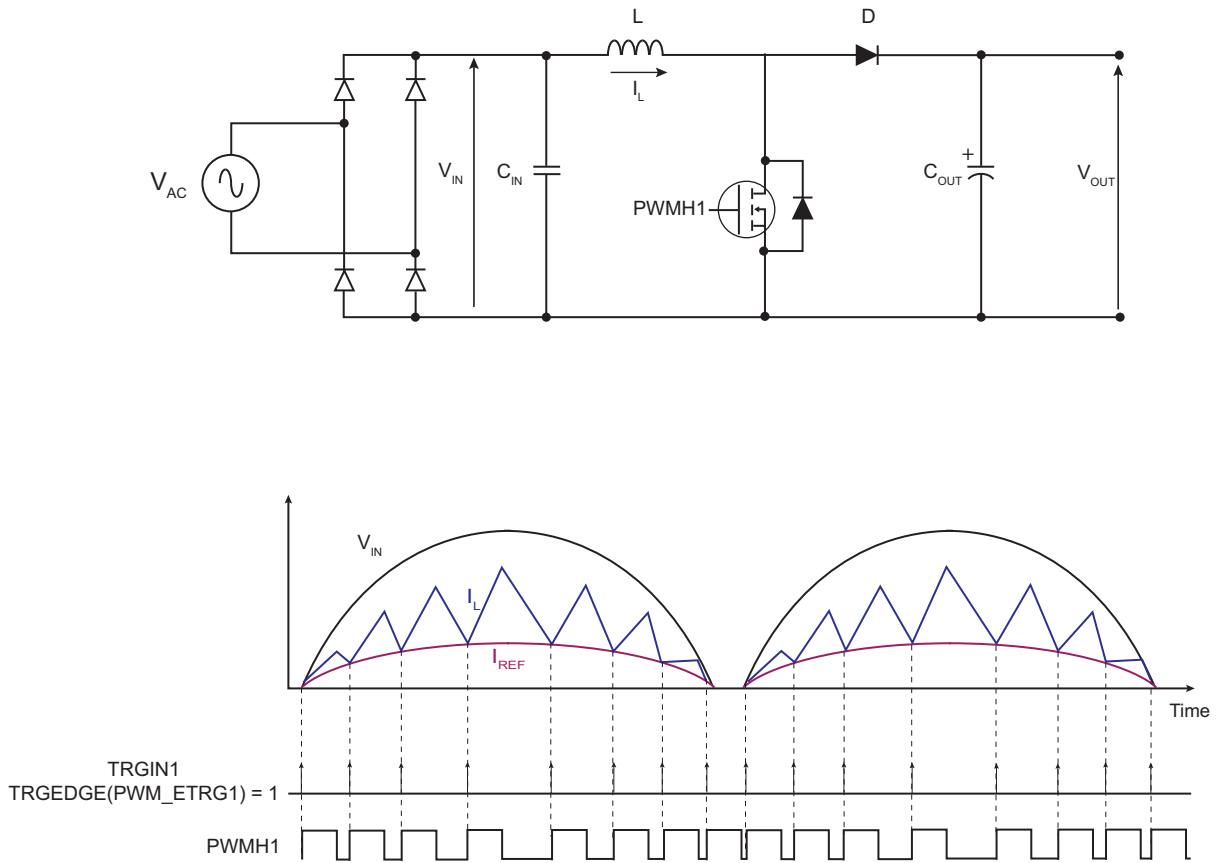 L
D
I_L
V_AC
V_IN
C_IN
PWMH1
C_OUT
+
V_OUT
V_IN
I_L
I_REF
Time
TRGIN1
TRGEDGE(PWM_ETRG1) = 1
PWMH1